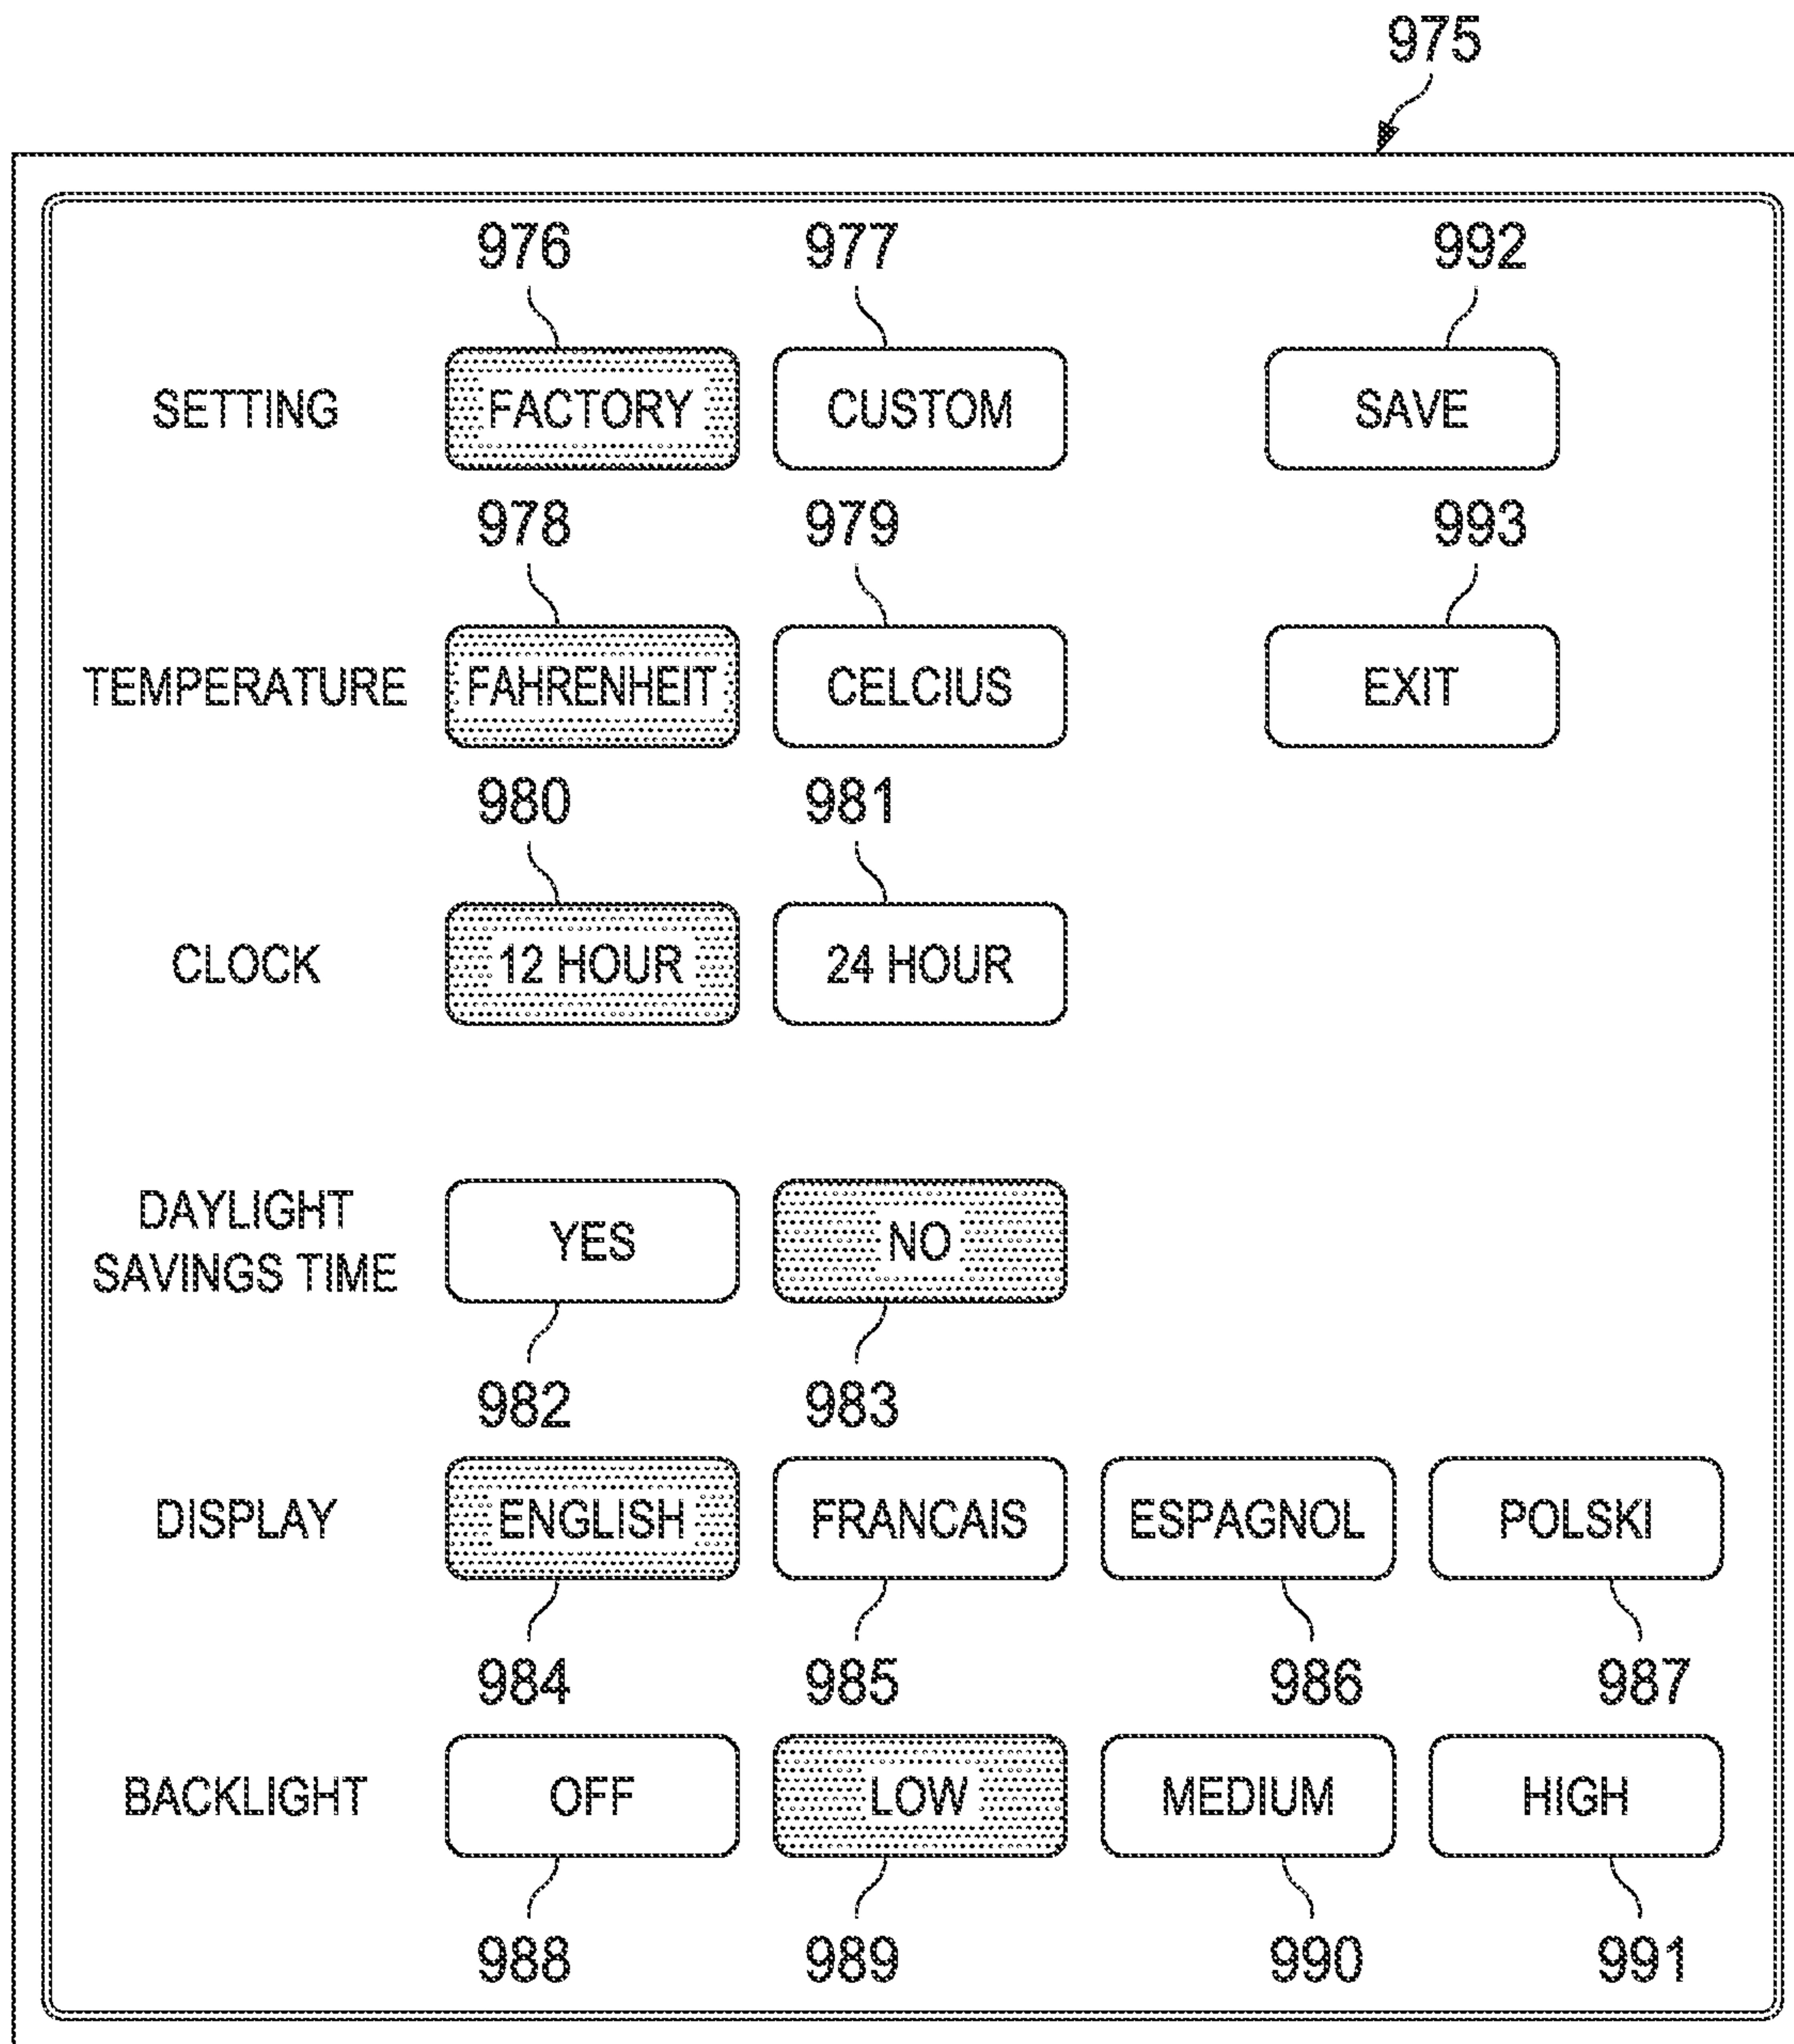 975
976 977 992
SETTING FACTORY CUSTOM SAVE
978 979 993
TEMPERATURE FAHRENHEIT CELCIUS EXIT
980 981
CLOCK 12 HOUR 24 HOUR
DAYLIGHT
SAVINGS TIME YES NO
982 983
DISPLAY ENGLISH FRANCAIS ESPAGNOL POLSKI
984 985 986 987
BACKLIGHT OFF LOW MEDIUM HIGH
988 989 990 991